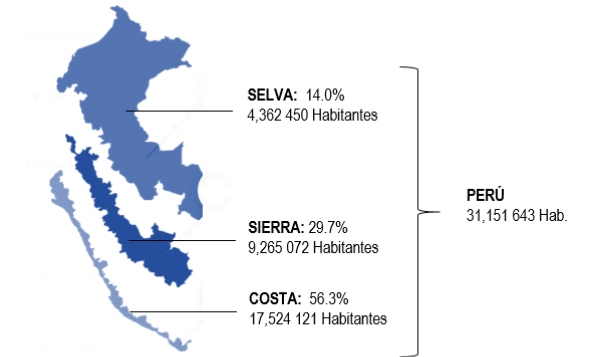 SELVA: 14.0%
4,362 450 Habitantes
SIERRA: 29.7%
9,265 072 Habitantes
COSTA: 56.3%
17,524 121 Habitantes
PERÚ
31,151 643 Hab.